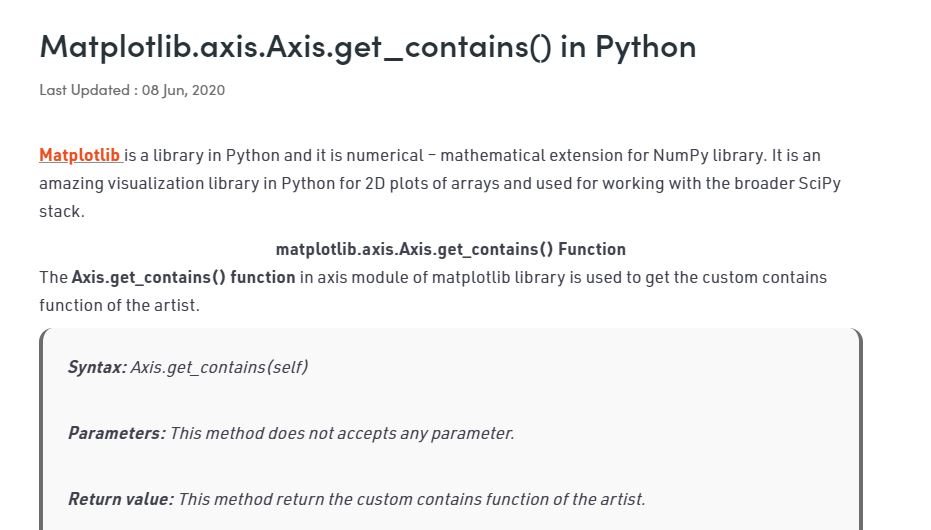 Matplotlib.axis.Axis.get_contains() in Python
Last Updated : 08 Jun, 2020
Matplotlib is a library in Python and it is numerical – mathematical extension for NumPy library. It is an
amazing visualization library in Python for 2D plots of arrays and used for working with the broader SciPy
stack.
matplotlib.axis.Axis.get_contains() Function
The Axis.get_contains() function in axis module of matplotlib library is used to get the custom contains
function of the artist.
Syntax: Axis.get_contains(self)
Parameters: This method does not accepts any parameter.
Return value: This method return the custom contains function of the artist.